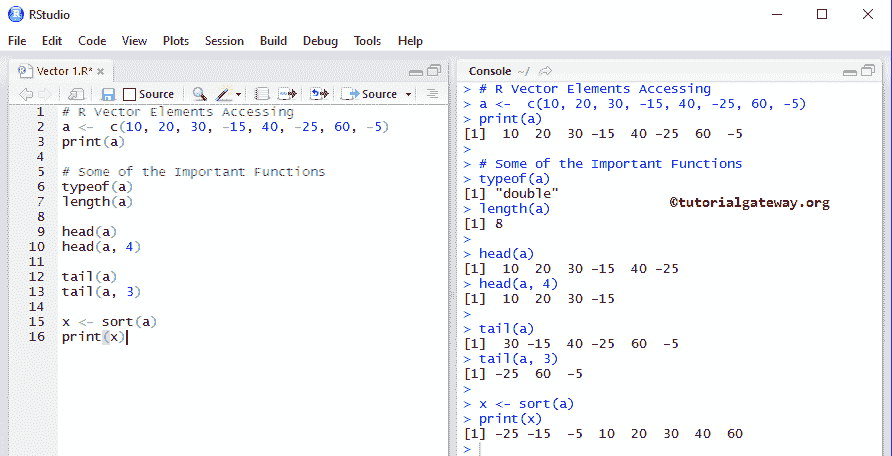 RStudio
File Edit Code View Plots Session Build Debug Tools Help
Vector 1.R*
Source Source
1 # R Vector Elements Accessing
2 a <-  c(10, 20, 30, -15, 40, -25, 60, -5)
3 print(a)
4
5 # Some of the Important Functions
6 typeof(a)
7 length(a)
8
9 head(a)
10 head(a, 4)
11
12 tail(a)
13 tail(a, 3)
14
15 x <- sort(a)
16 print(x)
Console ~/
> # R Vector Elements Accessing
> a <-  c(10, 20, 30, -15, 40, -25, 60, -5)
> print(a)
[1]  10  20  30 -15  40 -25  60  -5
>
> # Some of the Important Functions
> typeof(a)
[1] "double"
> length(a)
[1] 8
>
> head(a)
[1]  10  20  30 -15  40 -25
> head(a, 4)
[1]  10  20  30 -15
>
> tail(a)
[1]  30 -15  40 -25  60  -5
> tail(a, 3)
[1] -25  60  -5
>
> x <- sort(a)
> print(x)
[1] -25 -15  -5  10  20  30  40  60
>
©tutorialgateway.org